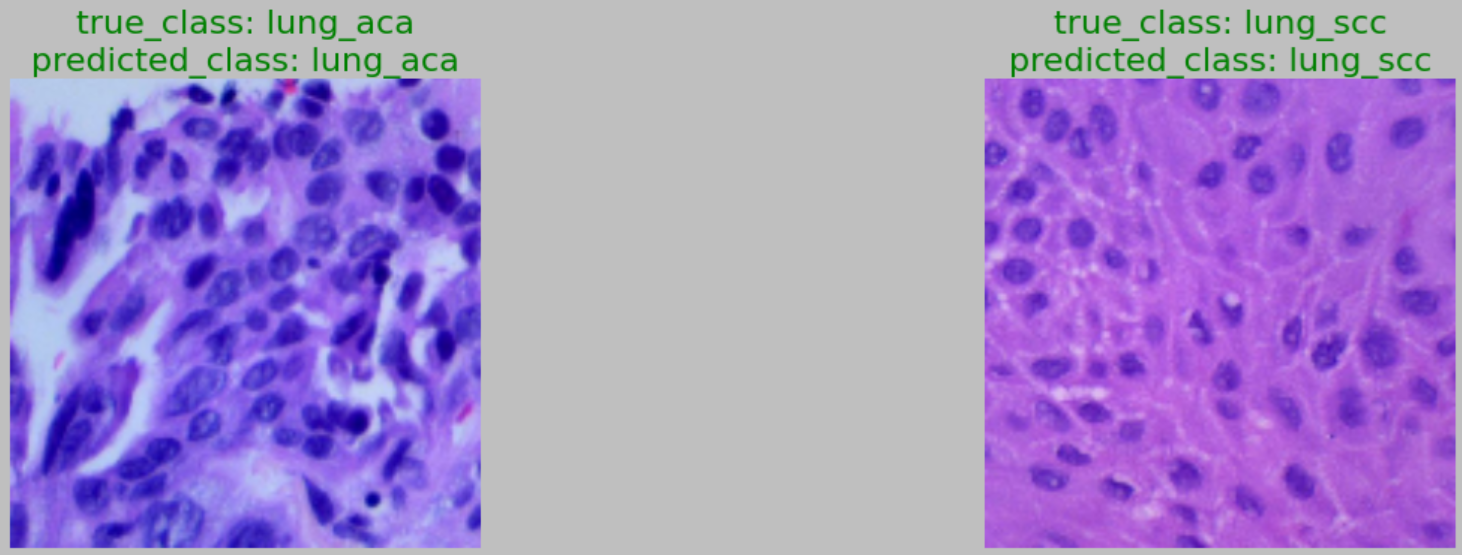 true_class: lung_aca
predicted_class: lung_aca
true_class: lung_scc
predicted_class: lung_scc